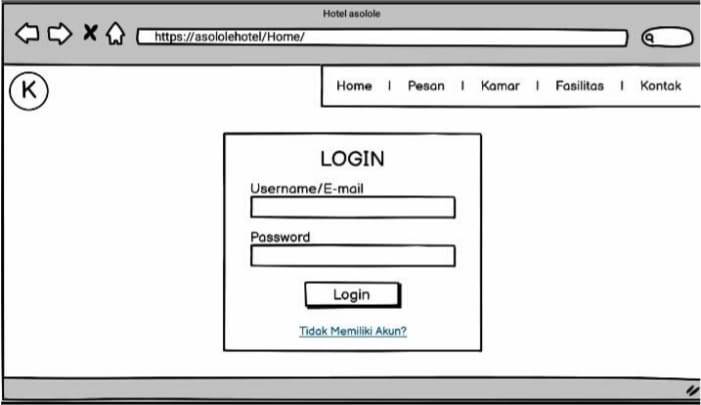 Hotel asolole
https://asololehotel/Home/
K
Home | Pesan | Kamar | Fasilitas | Kontak
LOGIN
Username/E-mail
Password
Login
Tidak Memiliki Akun?